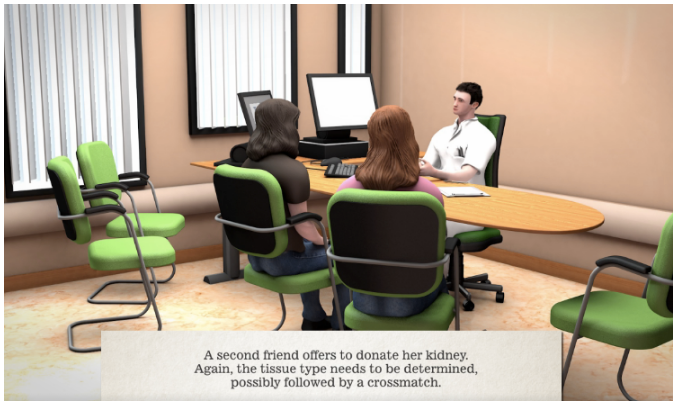 A second friend offers to donate her kidney.
Again, the tissue type needs to be determined,
possibly followed by a crossmatch.